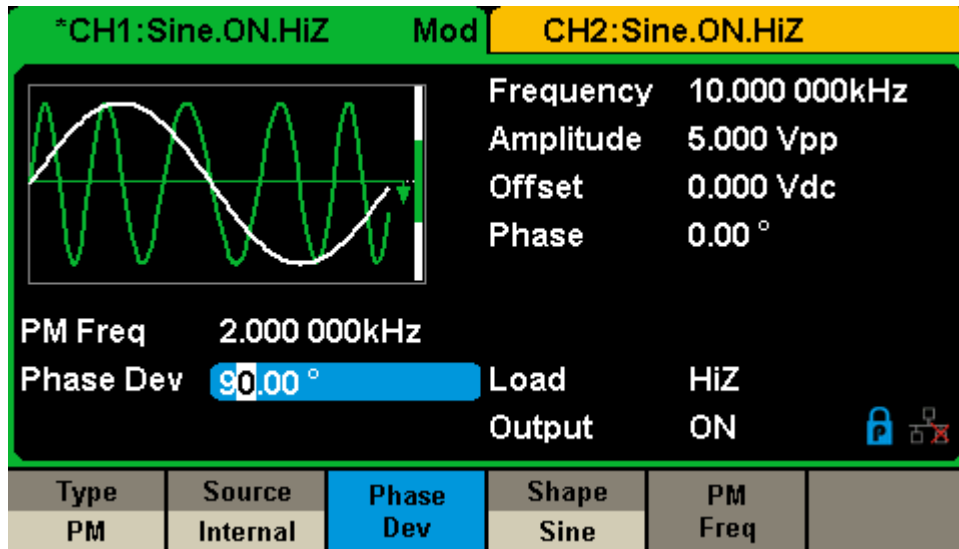 *CH1:Sine.ON.HiZ Mod CH2:Sine.ON.HiZ
Frequency 10.000 000kHz
Amplitude 5.000 Vpp
Offset 0.000 Vdc
Phase 0.00 °
PM Freq 2.000 000kHz
Phase Dev 90.00 ° Load HiZ
Output ON P
Type Source Phase Dev Shape PM Freq
PM Internal Sine